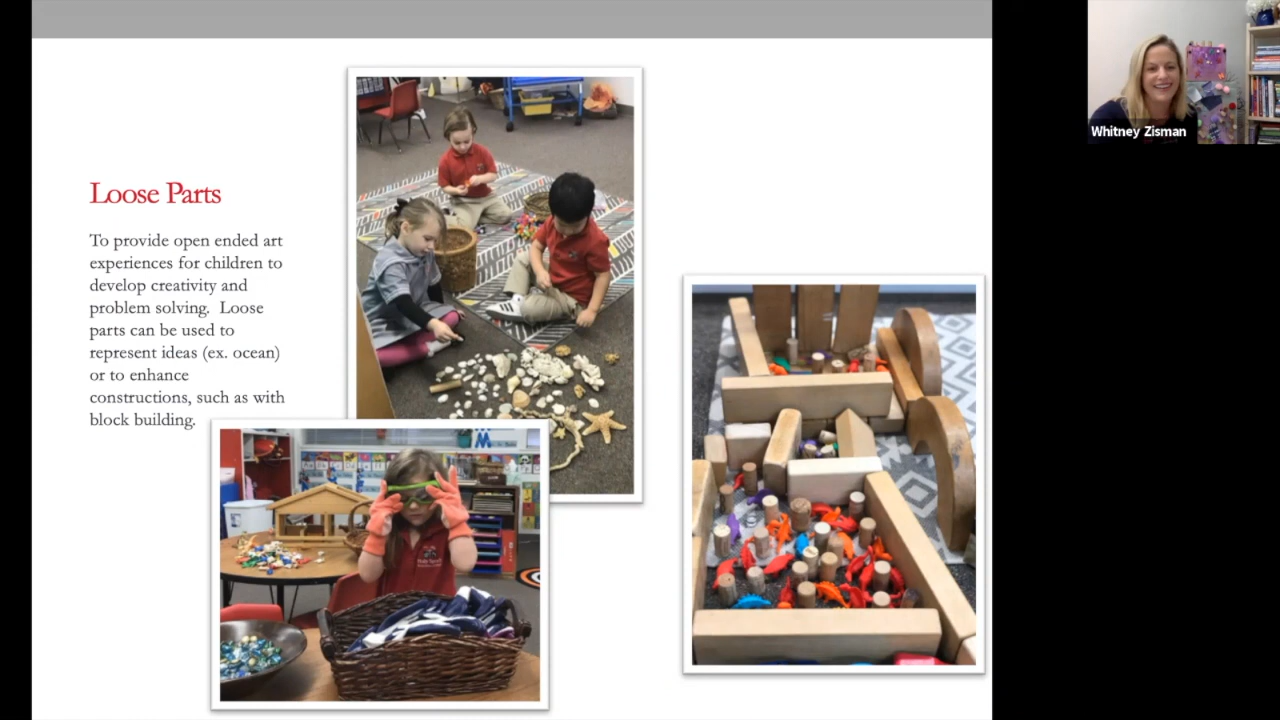 Loose Parts
To provide open ended art
experiences for children to
develop creativity and
problem solving.  Loose
parts can be used to
represent ideas (ex. ocean)
or to enhance
constructions, such as with
block building.
Whitney Zisman